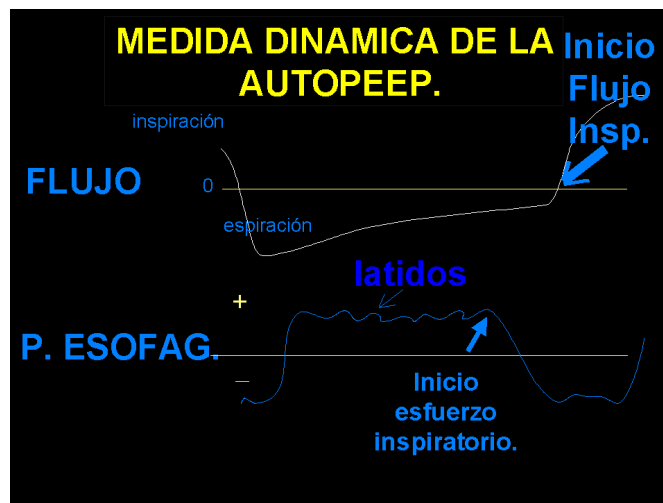 MEDIDA DINAMICA DE LA
AUTOPEEP.
Inicio
Flujo
Insp.
inspiración
FLUJO
0
espiración
latidos
+
P. ESOFAG.
–
Inicio
esfuerzo
inspiratorio.